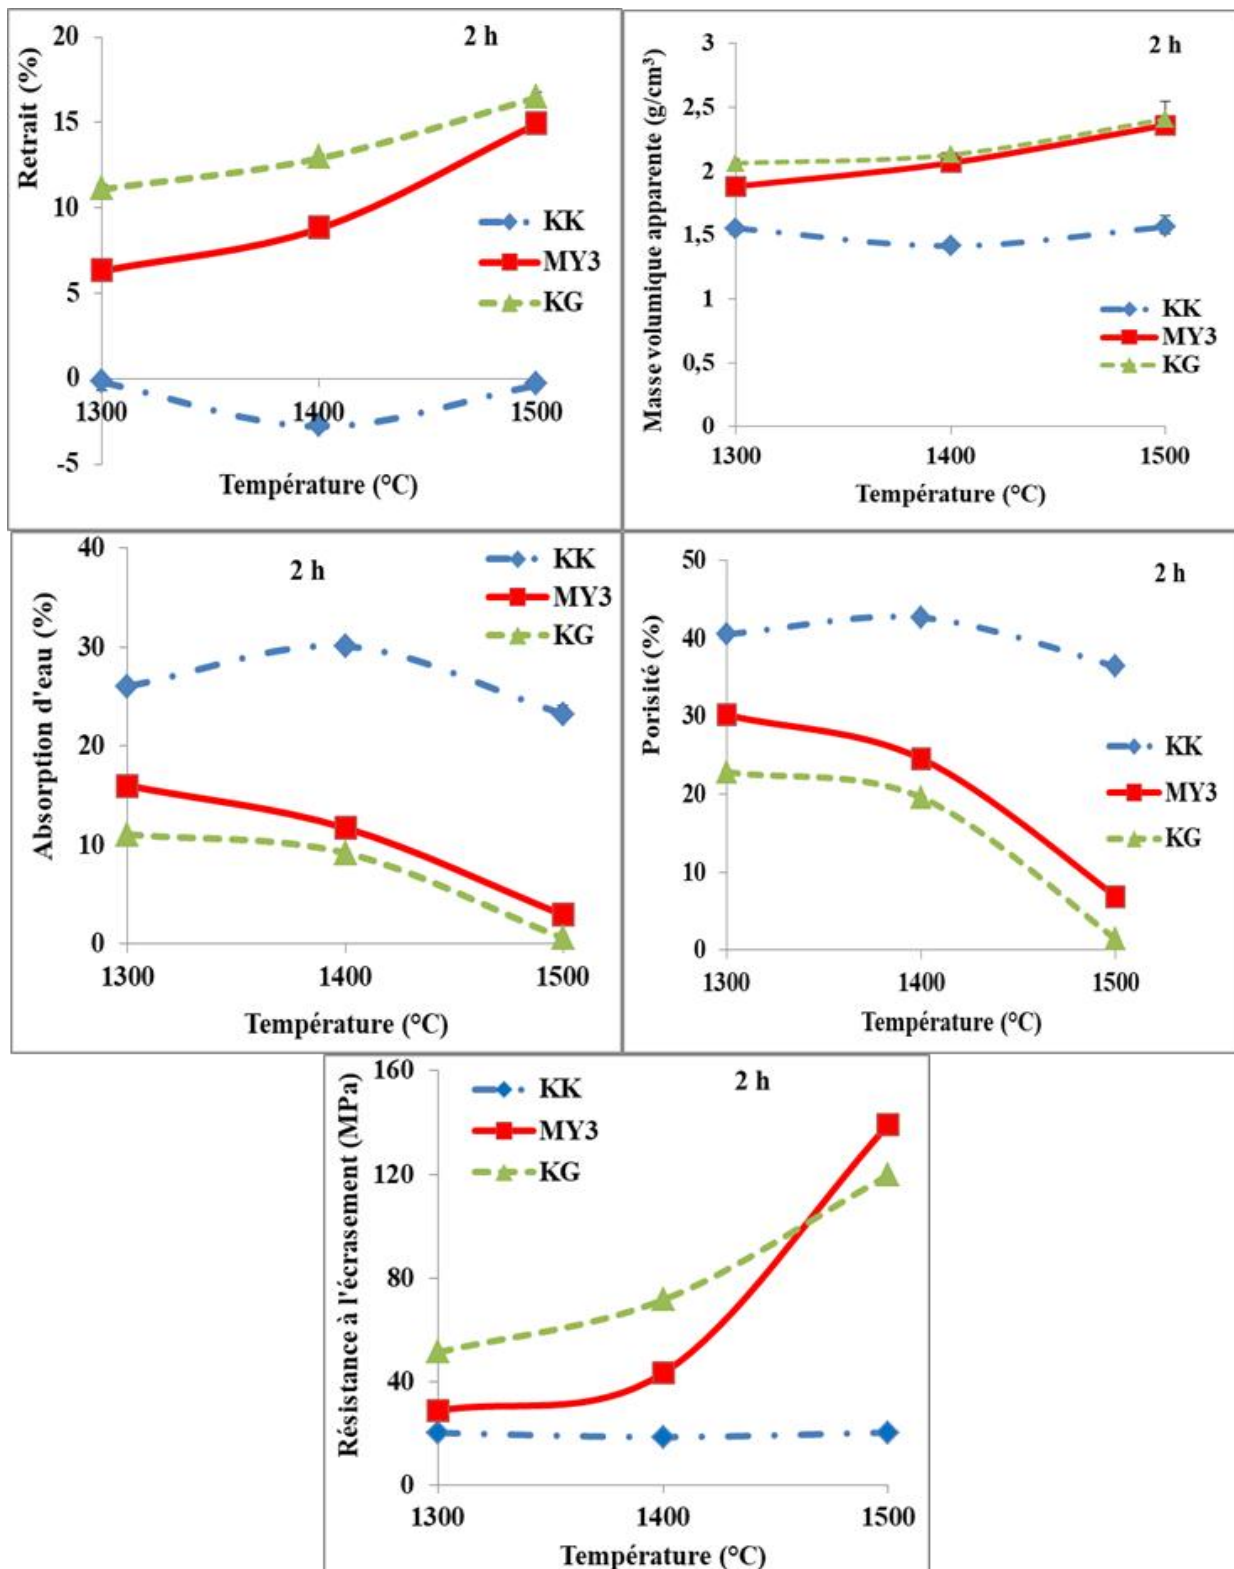 Retrait (%)
20
15
10
5
0
-5
2 h
KK
MY3
KG
1300
1400
1500
Température (°C)
Masse volumique apparente (g/cm³)
3
2,5
2
1,5
1
0,5
0
2 h
KK
MY3
KG
1300
1400
1500
Température (°C)
Absorption d'eau (%)
40
30
20
10
0
2 h
KK
MY3
KG
1300
1400
1500
Température (°C)
Porisité (%)
50
40
30
20
10
0
2 h
KK
MY3
KG
1300
1400
1500
Température (°C)
Résistance à l'écrasement (MPa)
160
120
80
40
0
KK
MY3
KG
2 h
1300
1400
1500
Température (°C)